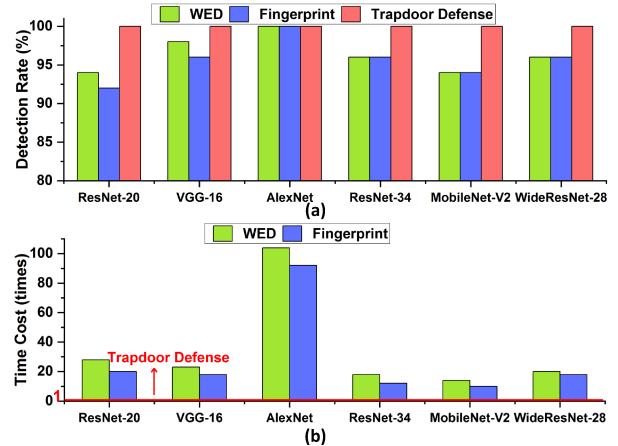 WED Fingerprint Trapdoor Defense
Detection Rate (%)
100
95
90
85
80
ResNet-20 VGG-16 AlexNet ResNet-34 MobileNet-V2 WideResNet-28
(a)
WED Fingerprint
Time Cost (times)
100
80
60
40
20
0
1
Trapdoor Defense
ResNet-20 VGG-16 AlexNet ResNet-34 MobileNet-V2 WideResNet-28
(b)